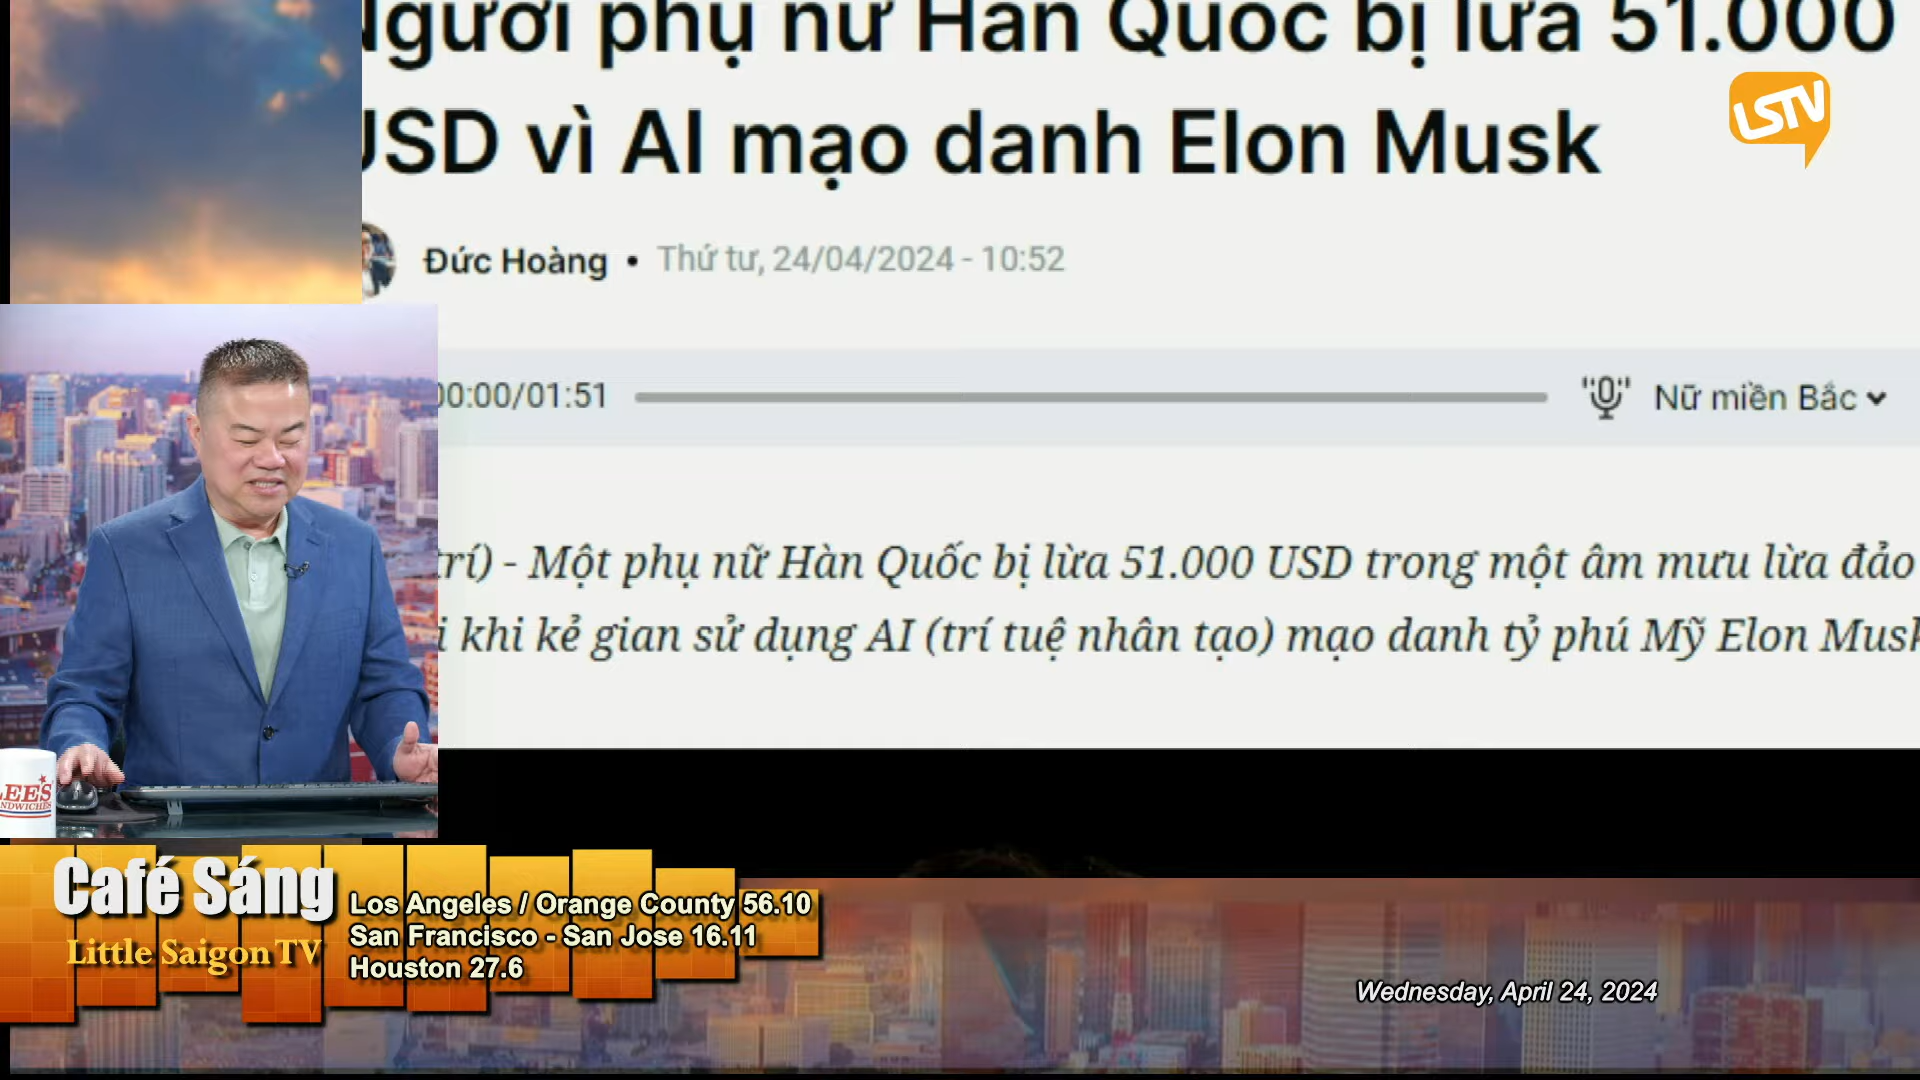 Người phụ nữ Hàn Quốc bị lừa 51.000
USD vì AI mạo danh Elon Musk
LSTV
Đức Hoàng • Thứ tư, 24/04/2024 - 10:52
00:00/01:51
Nữ miền Bắc
trí) - Một phụ nữ Hàn Quốc bị lừa 51.000 USD trong một âm mưu lừa đảo
i khi kẻ gian sử dụng AI (trí tuệ nhân tạo) mạo danh tỷ phú Mỹ Elon Musk
LEE'S
NDWICHES
Café Sáng
Little Saigon TV
Los Angeles / Orange County 56.10
San Francisco - San Jose 16.11
Houston 27.6
Wednesday, April 24, 2024